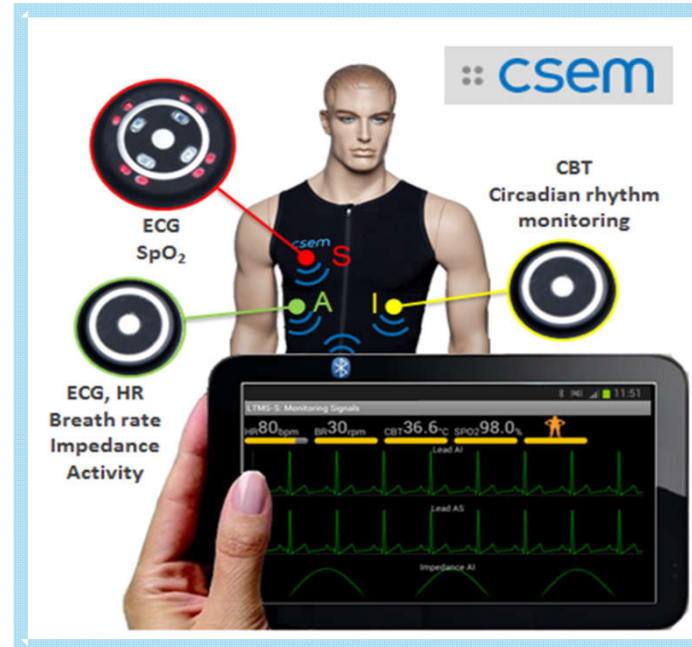 csem
ECG
SpO₂
CBT
Circadian rhythm
monitoring
csem
S
A
I
ECG, HR
Breath rate
Impedance
Activity
11:51
LTMS-S: Monitoring Signals
HR80bpm
BR30rpm
CBT36.6°C
SPO298.0%
Lead AI
Lead AS
Impedance AI